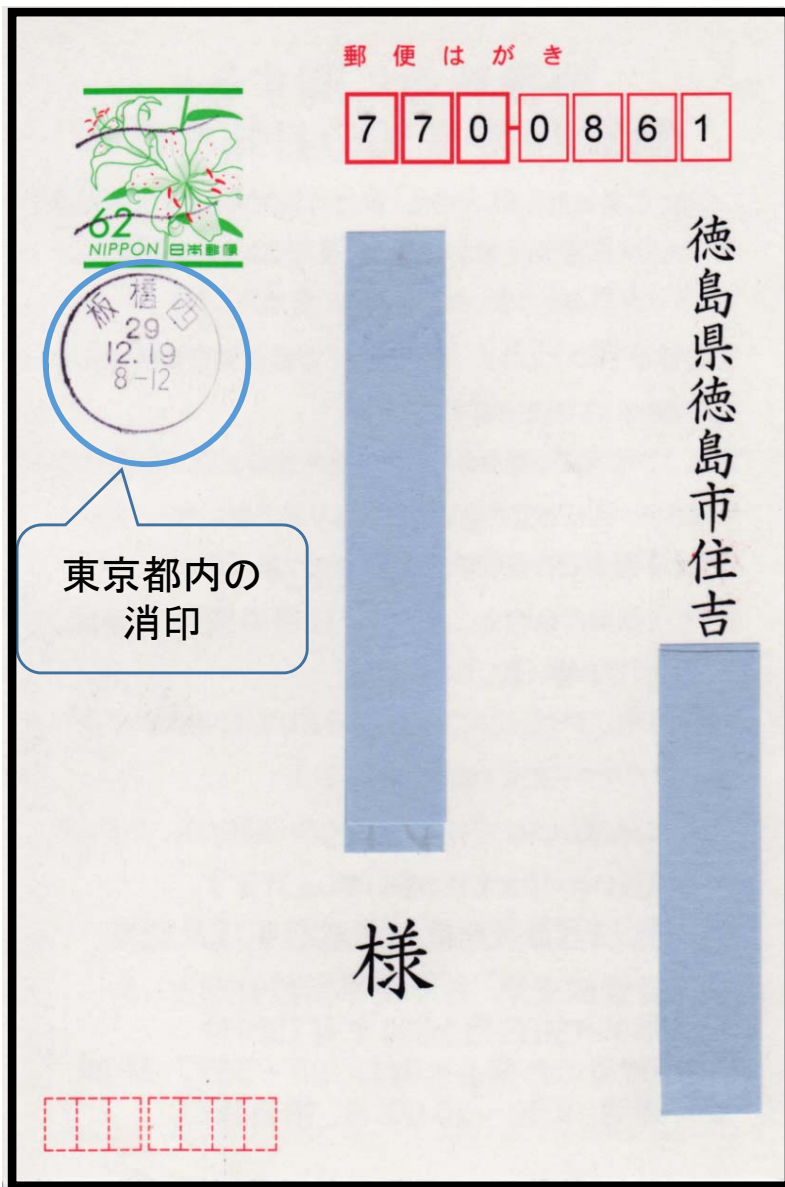 郵便はがき
770-0861
徳島県徳島市住吉
様
62
NIPPON 日本郵便
板橋西
29
12.19
8-12
東京都内の
消印